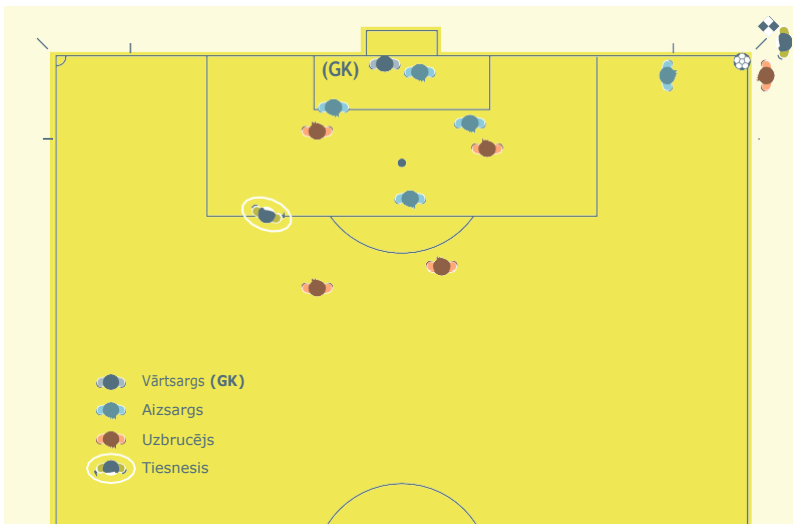 (GK)
Vārtsargs (GK)
Aizsargs
Uzbrucējs
Tiesnesis